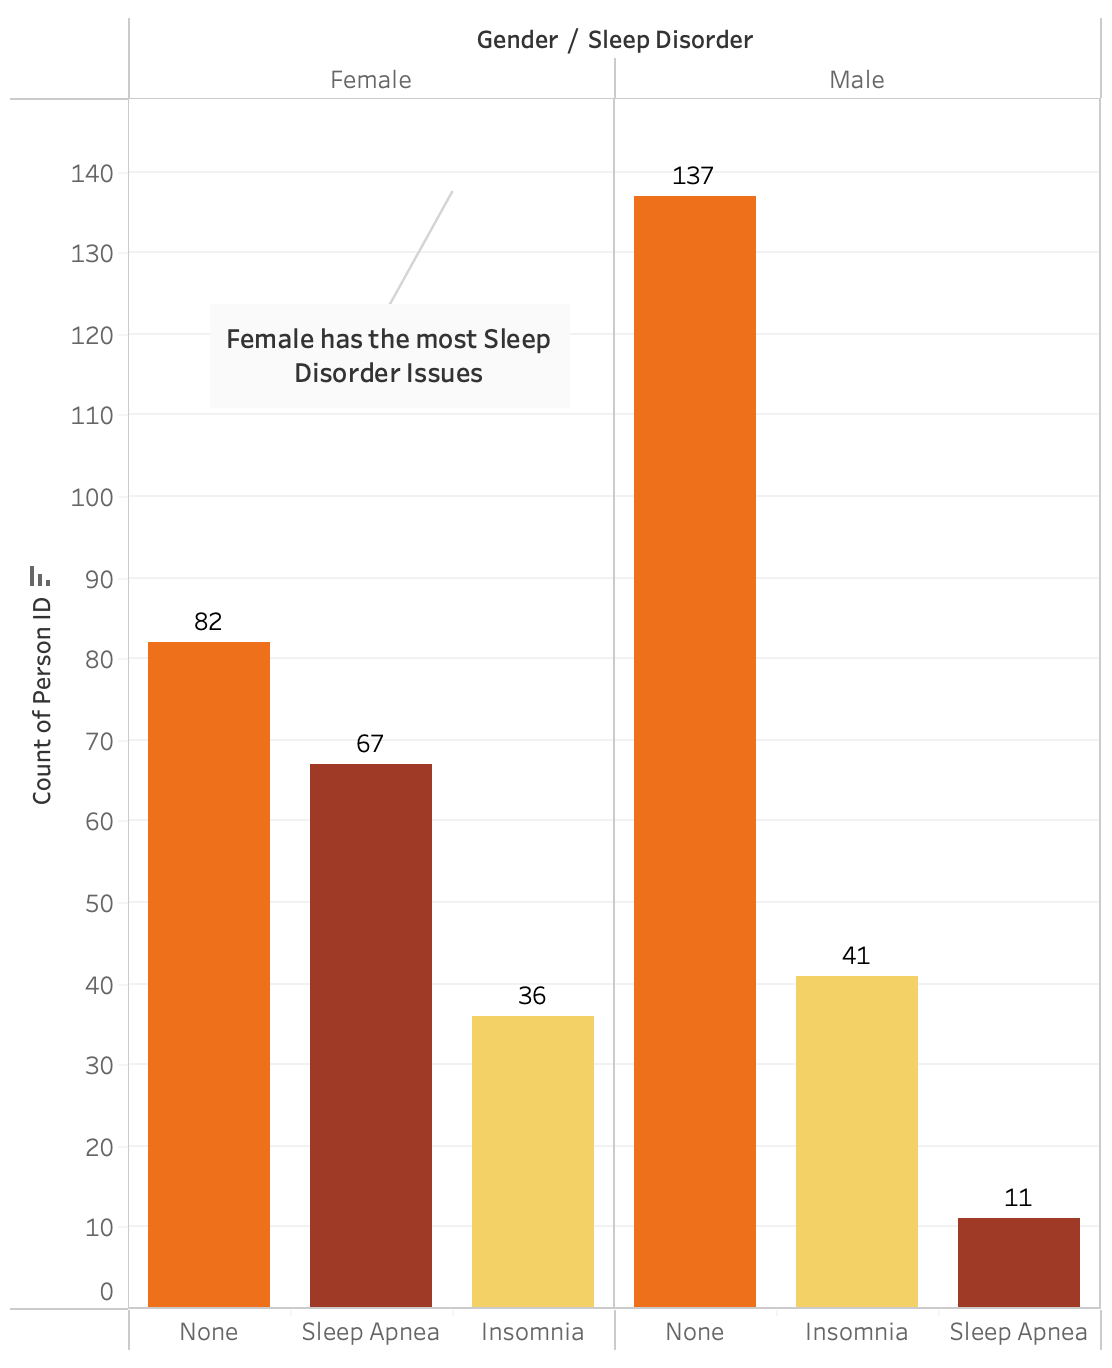 Gender / Sleep Disorder
Female
Male
140
130
120
110
100
90
80
70
60
50
40
30
20
10
0
Count of Person ID
137
Female has the most Sleep
Disorder Issues
82
67
36
41
11
None
Sleep Apnea
Insomnia
None
Insomnia
Sleep Apnea